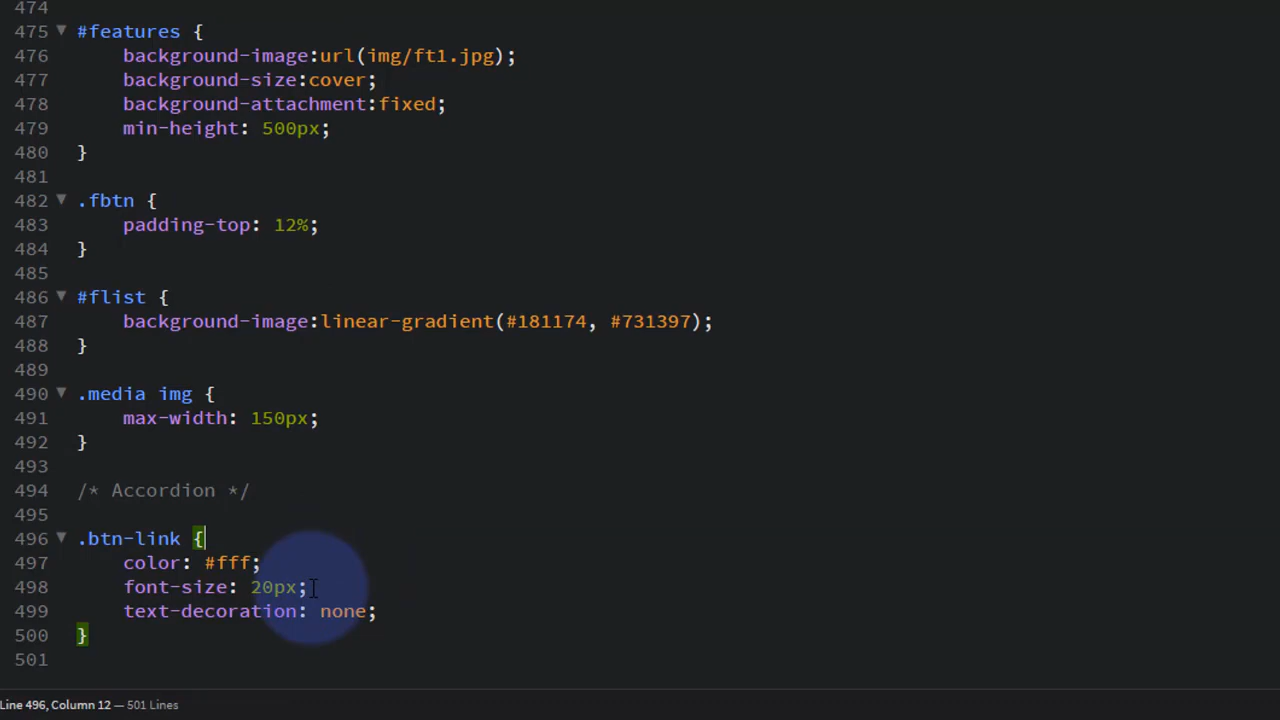 474
475 ▼ #features {
476 background-image:url(img/ft1.jpg);
477 background-size:cover;
478 background-attachment:fixed;
479 min-height: 500px;
480 }
481
482 ▼ .fbtn {
483 padding-top: 12%;
484 }
485
486 ▼ #flist {
487 background-image:linear-gradient(#181174, #731397);
488 }
489
490 ▼ .media img {
491 max-width: 150px;
492 }
493
494 /* Accordion */
495
496 ▼ .btn-link {
497 color: #fff;
498 font-size: 20px;
499 text-decoration: none;
500 }
501
Line 496, Column 12 — 501 Lines